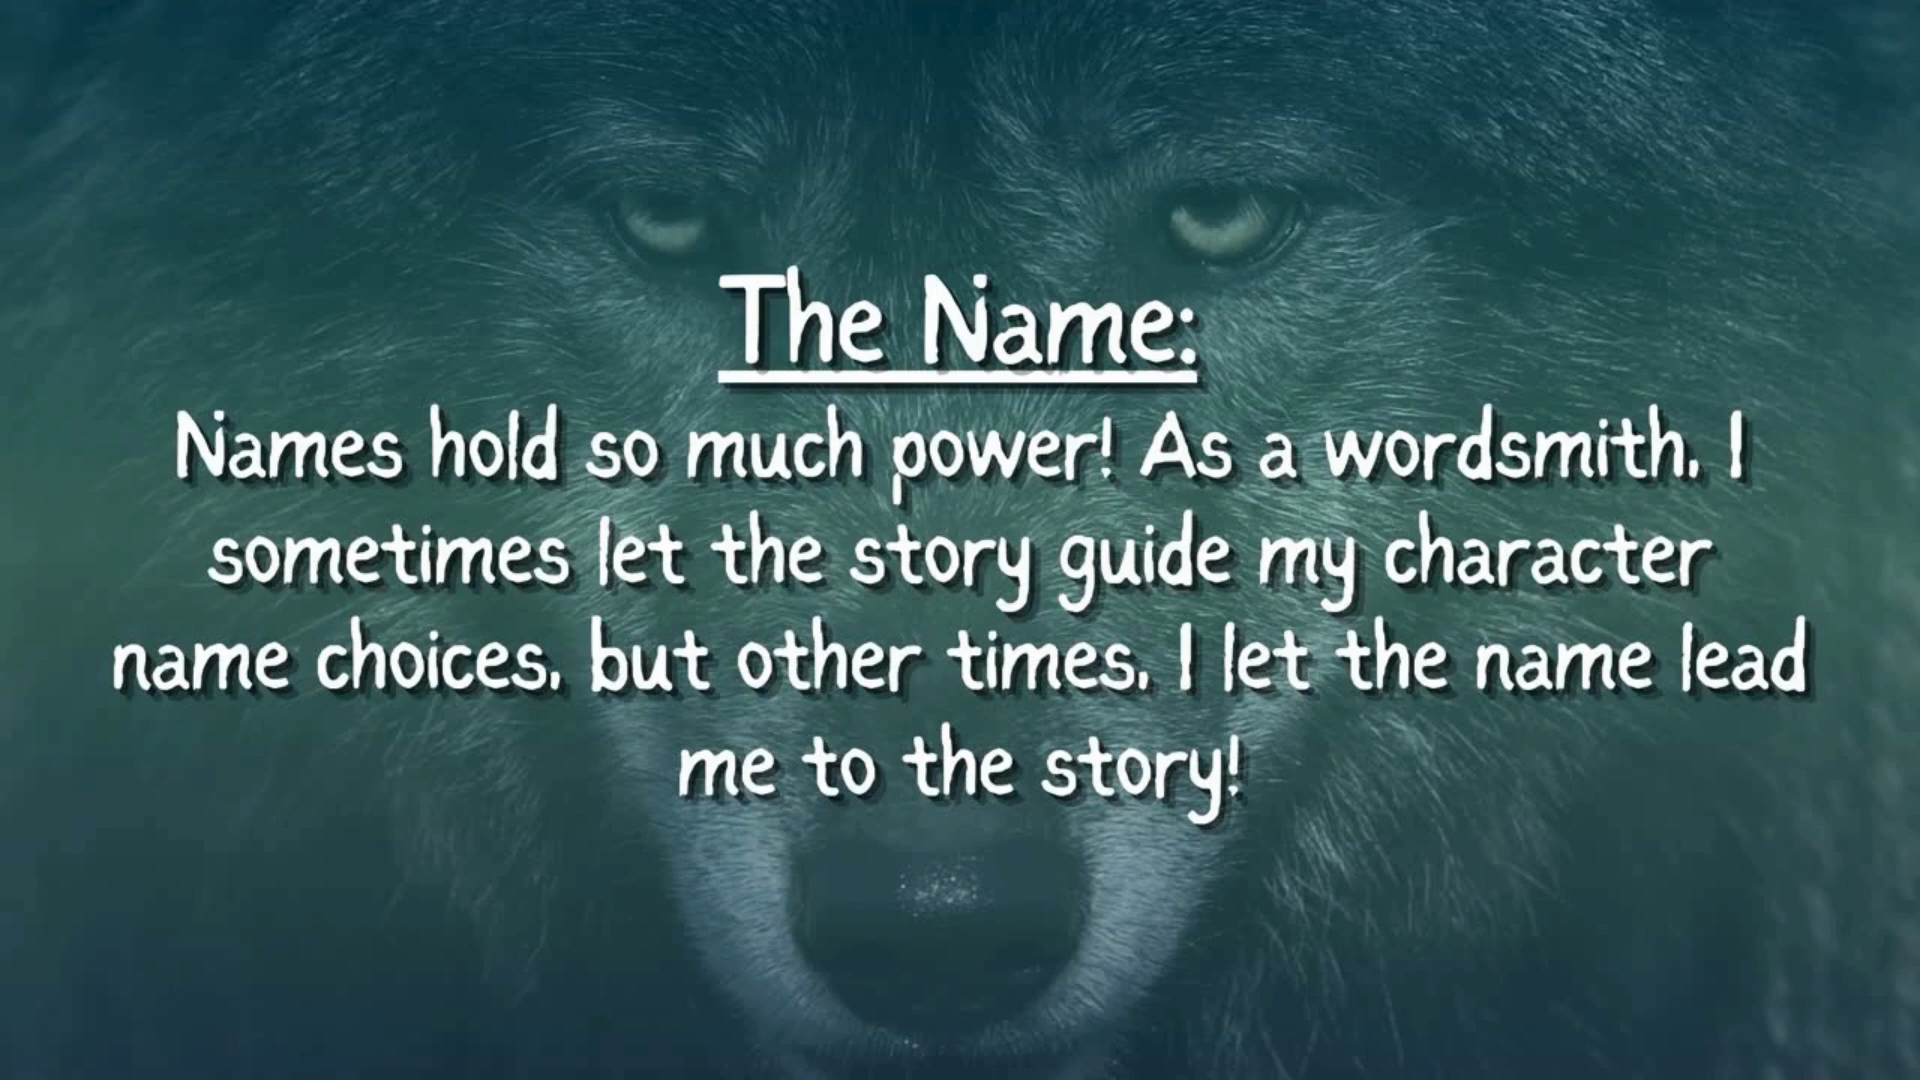 The Name:
Names hold so much power! As a wordsmith, I
sometimes let the story guide my character
name choices, but other times, I let the name lead
me to the story!